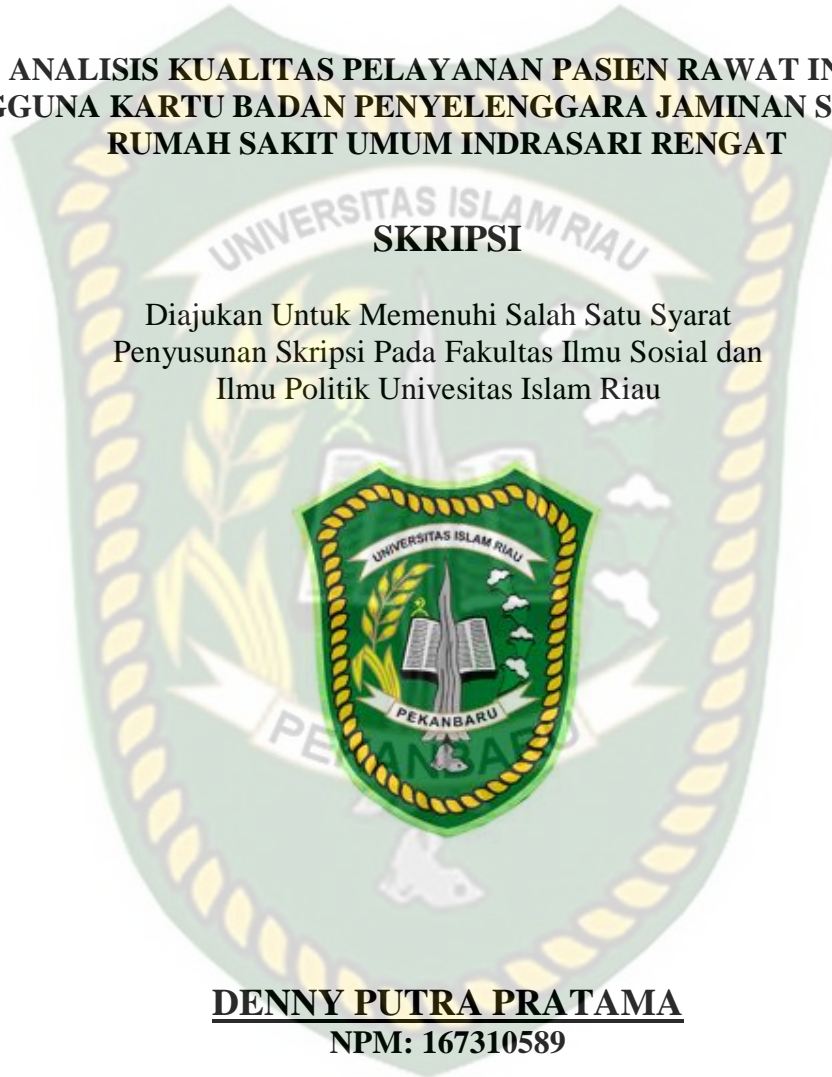 ANALISIS KUALITAS PELAYANAN PASIEN RAWAT IN
GGUNA KARTU BADAN PENYELENGGARA JAMINAN S
RUMAH SAKIT UMUM INDRASARI RENGAT
UNIVERSITAS ISLAM RIAU
SKRIPSI
Diajukan Untuk Memenuhi Salah Satu Syarat
Penyusunan Skripsi Pada Fakultas Ilmu Sosial dan
Ilmu Politik Univesitas Islam Riau
UNIVERSITAS ISLAM RIAU
PEKANBARU
PEKANBARU
DENNY PUTRA PRATAMA
NPM: 167310589